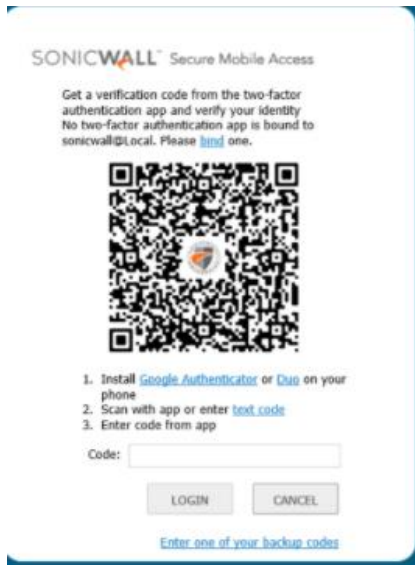 SONICWALL™ Secure Mobile Access
Get a verification code from the two-factor
authentication app and verify your identity
No two-factor authentication app is bound to
sonicwall@Local. Please bind one.
1. Install Google Authenticator or Duo on your
phone
2. Scan with app or enter text code
3. Enter code from app
Code:
LOGIN CANCEL
Enter one of your backup codes